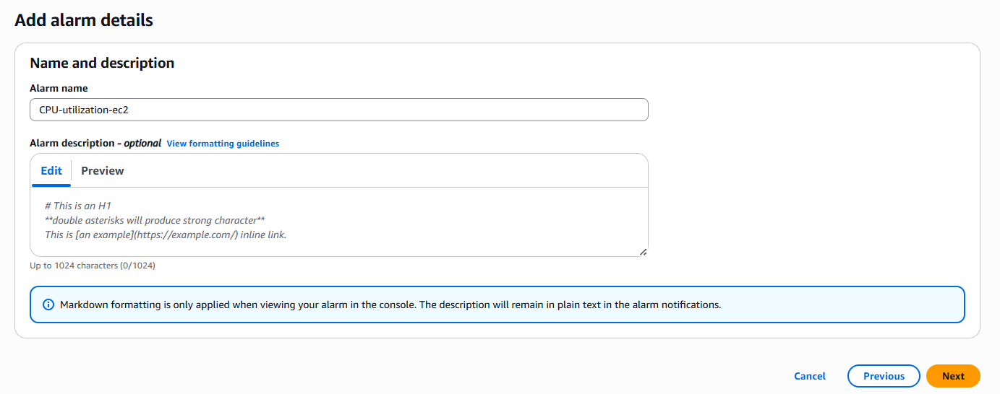 Add alarm details
Name and description
Alarm name
CPU-utilization-ec2
Alarm description - optional View formatting guidelines
Edit Preview
# This is an H1
**double asterisks will produce strong character**
This is [an example](https://example.com/) inline link.
Up to 1024 characters (0/1024)
Markdown formatting is only applied when viewing your alarm in the console. The description will remain in plain text in the alarm notifications.
Cancel Previous Next